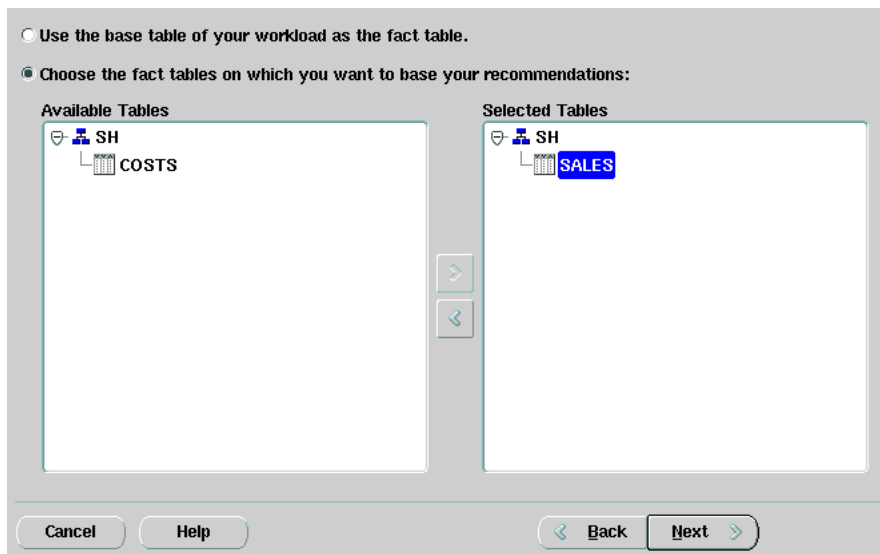 Use the base table of your workload as the fact table.
Choose the fact tables on which you want to base your recommendations:
Available Tables
SH
COSTS
Selected Tables
SH
SALES
Cancel
Help
Back
Next